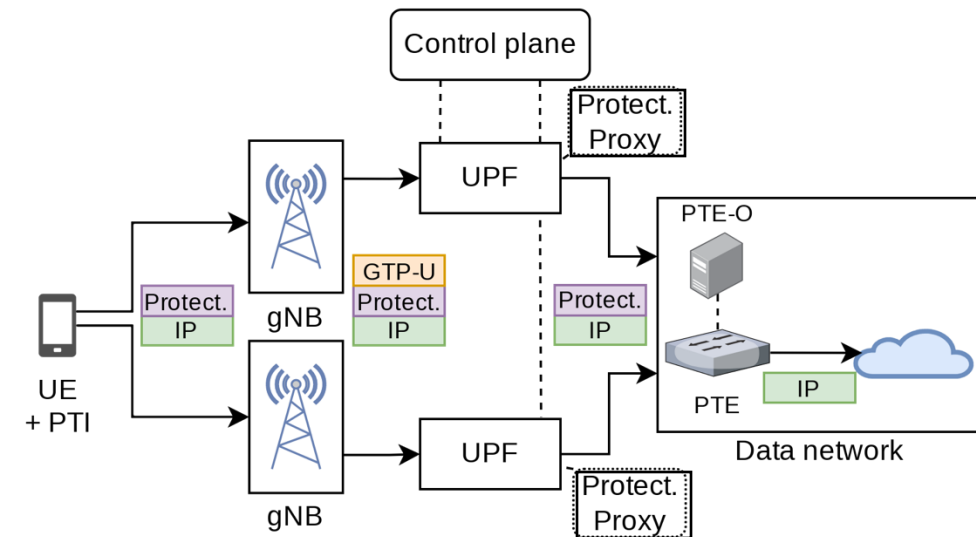 Control plane
Protect.
Proxy
UPF
PTE-O
GTP-U
Protect.
IP
Protect.
IP
gNB
Protect.
IP
UE
+ PTI
PTE
IP
Data network
UPF
Protect.
Proxy
gNB